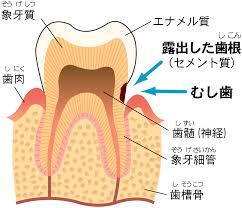 ぞうげしつ
象牙質
エナメル質
しこん
露出した歯根
(セメント質)
しにく
歯肉
むし歯
しずい
歯髄(神経)
ぞうげさいかん
象牙細管
しそうこつ
歯槽骨